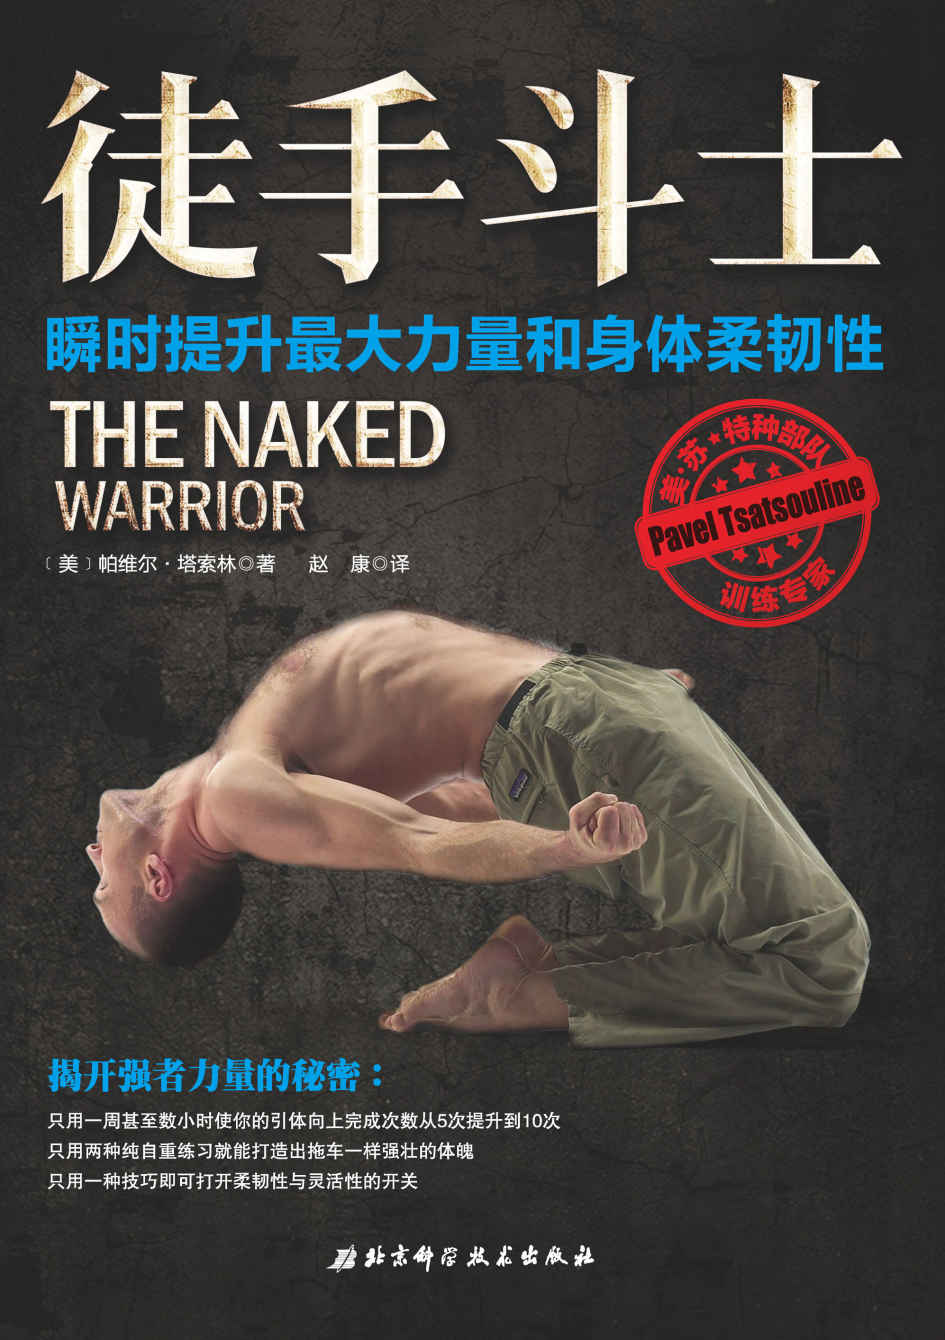 徒手斗士
瞬时提升最大力量和身体柔韧性
THE NAKED
WARRIOR
美·苏★特种部队
Pavel Tsatsouline
训练专家
〔美〕帕维尔·塔索林◎著 赵 康◎译
揭开强者力量的秘密：
只用一周甚至数小时使你的引体向上完成次数从5次提升到10次
只用两种纯自重练习就能打造出拖车一样强壮的体魄
只用一种技巧即可打开柔韧性与灵活性的开关
北京科学技术出版社